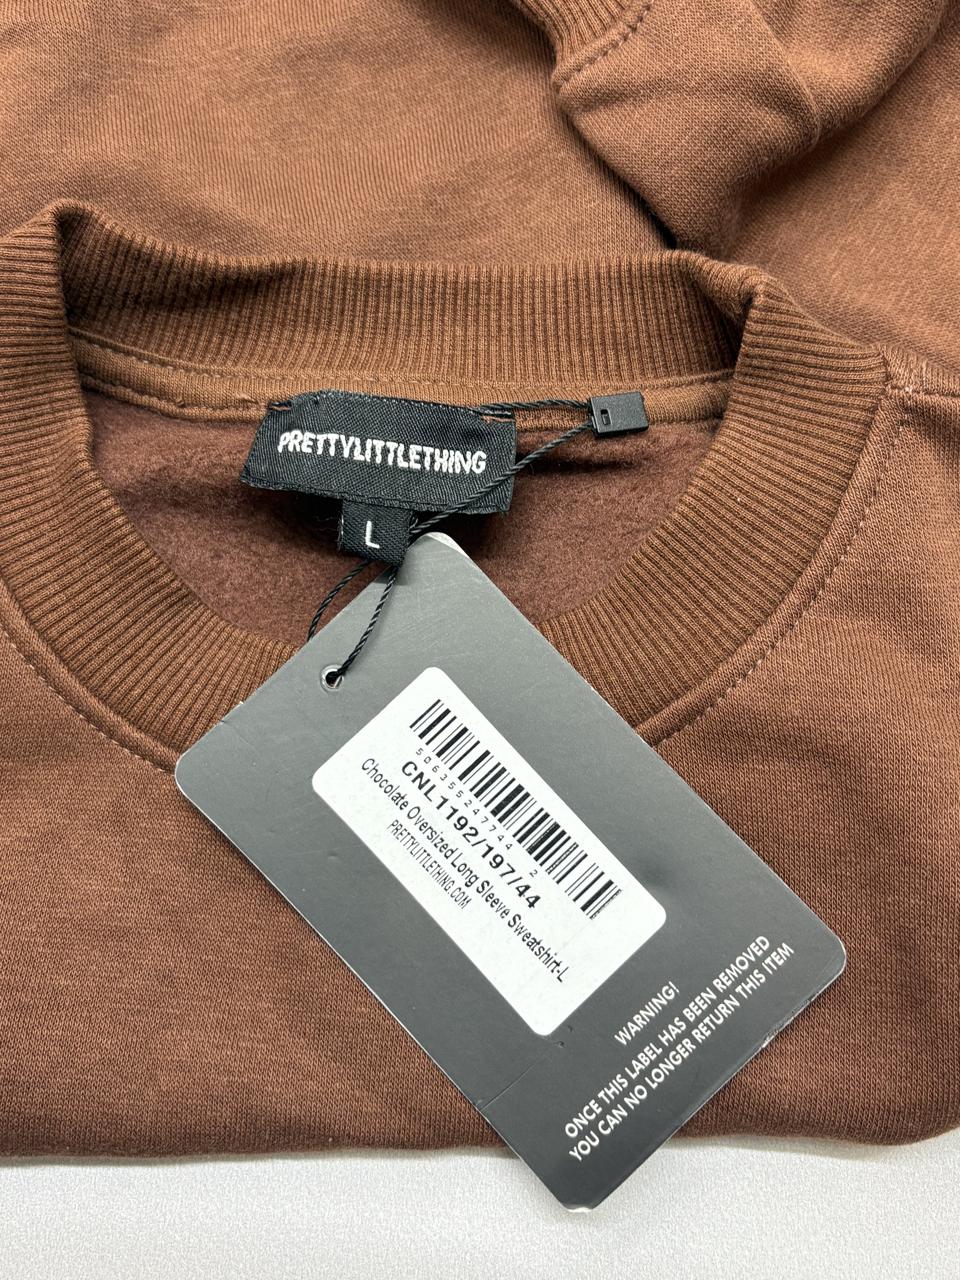 PRETTYLITTLETHING
L
5063552477442
CNL1192/197/44
Chocolate Oversized Long Sleeve Sweatshirt-L
PRETTYLITTLETHING.COM
WARNING!
ONCE THIS LABEL HAS BEEN REMOVED
YOU CAN NO LONGER RETURN THIS ITEM